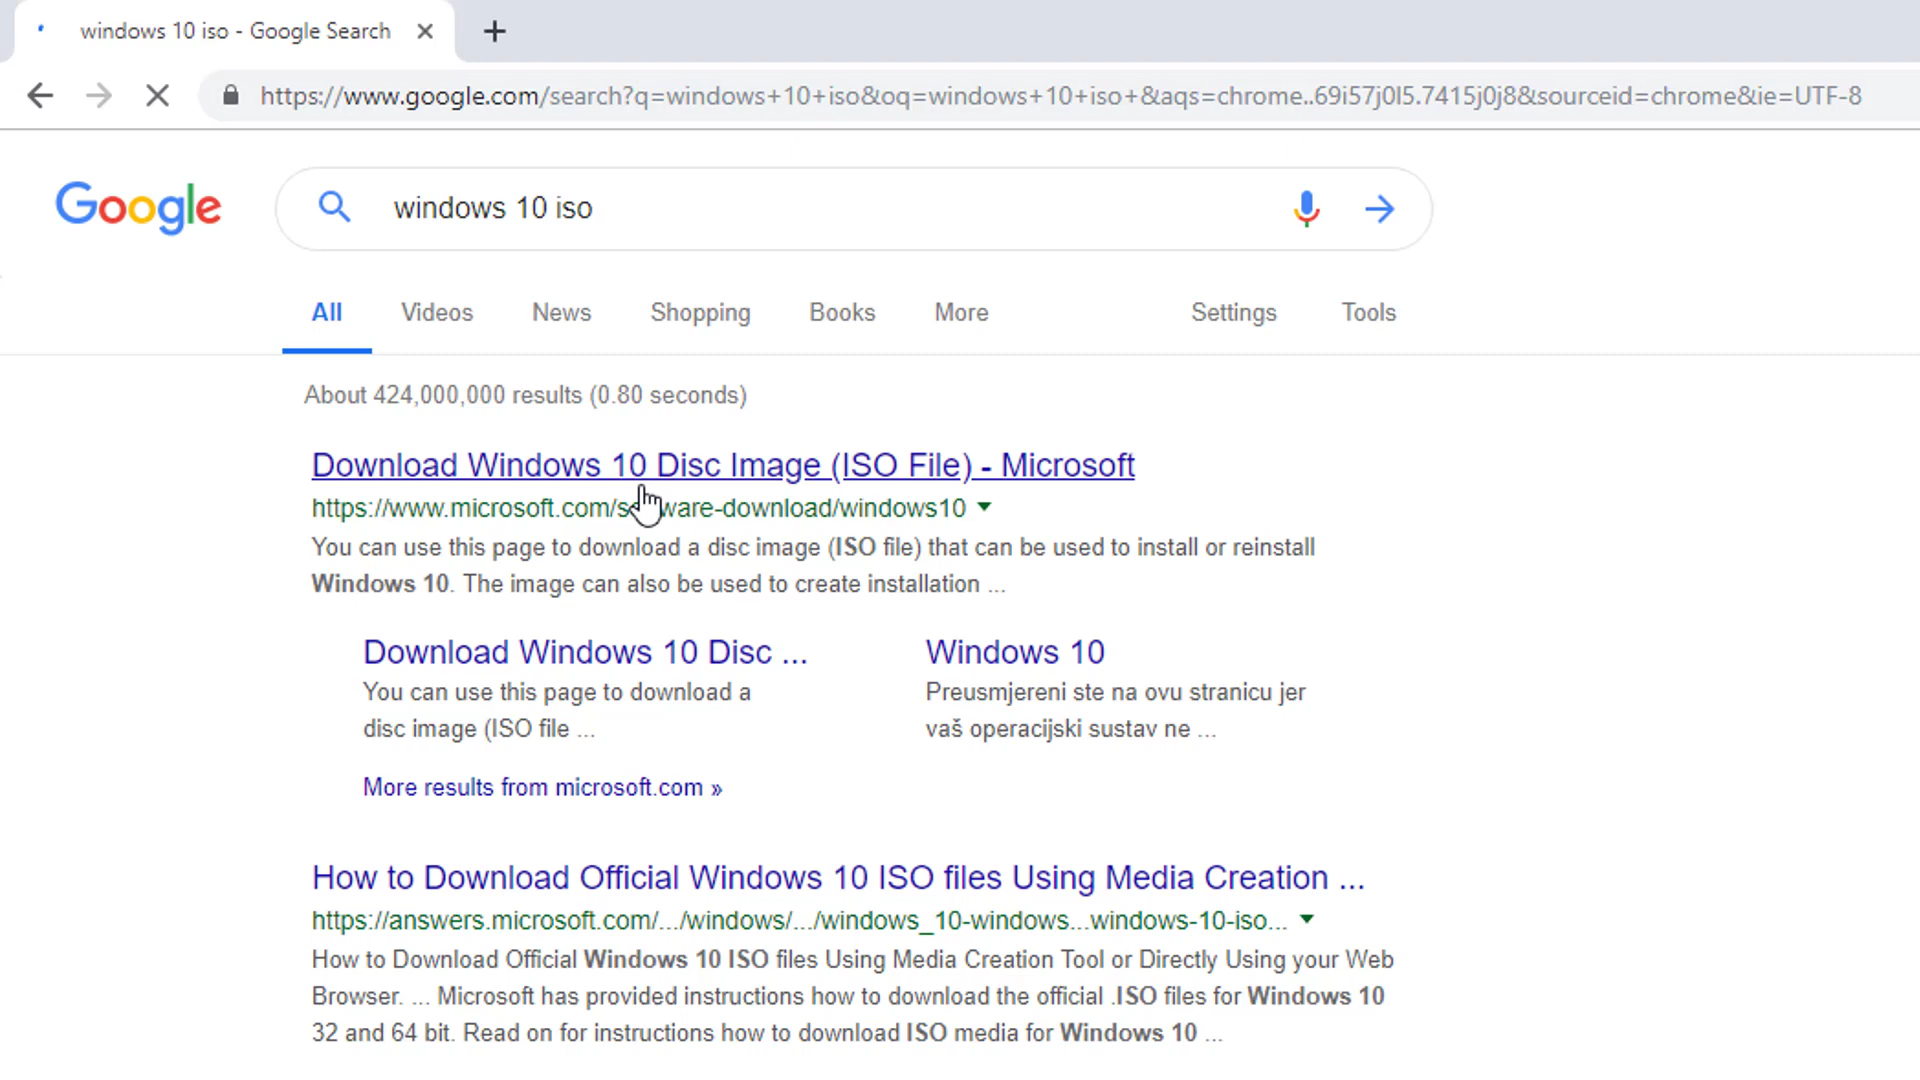 windows 10 iso - Google Search
https://www.google.com/search?q=windows+10+iso&oq=windows+10+iso+&aqs=chrome..69i57j0l5.7415j0j8&sourceid=chrome&ie=UTF-8
Google
windows 10 iso
All Videos News Shopping Books More Settings Tools
About 424,000,000 results (0.80 seconds)
Download Windows 10 Disc Image (ISO File) - Microsoft
https://www.microsoft.com/software-download/windows10
You can use this page to download a disc image (ISO file) that can be used to install or reinstall
Windows 10. The image can also be used to create installation ...
Download Windows 10 Disc ...
You can use this page to download a
disc image (ISO file ...
Windows 10
Preusmjereni ste na ovu stranicu jer
vaš operacijski sustav ne ...
More results from microsoft.com »
How to Download Official Windows 10 ISO files Using Media Creation ...
https://answers.microsoft.com/.../windows/.../windows_10-windows...windows-10-iso...
How to Download Official Windows 10 ISO files Using Media Creation Tool or Directly Using your Web
Browser. ... Microsoft has provided instructions how to download the official .ISO files for Windows 10
32 and 64 bit. Read on for instructions how to download ISO media for Windows 10 ...